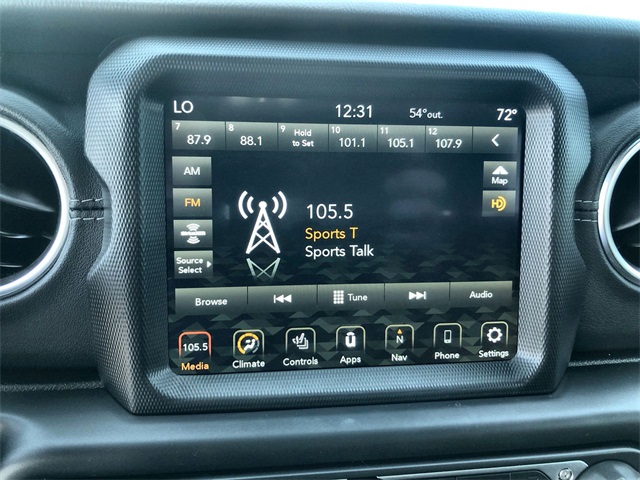 LO 12:31 54°out. 72°
7 87.9 8 88.1 9 Hold to Set 10 101.1 11 105.1 12 107.9
AM
Map
FM
HD
105.5
Sports T
Sports Talk
Source Select
Browse Tune Audio
105.5 N
Media Climate Controls Apps Nav Phone Settings